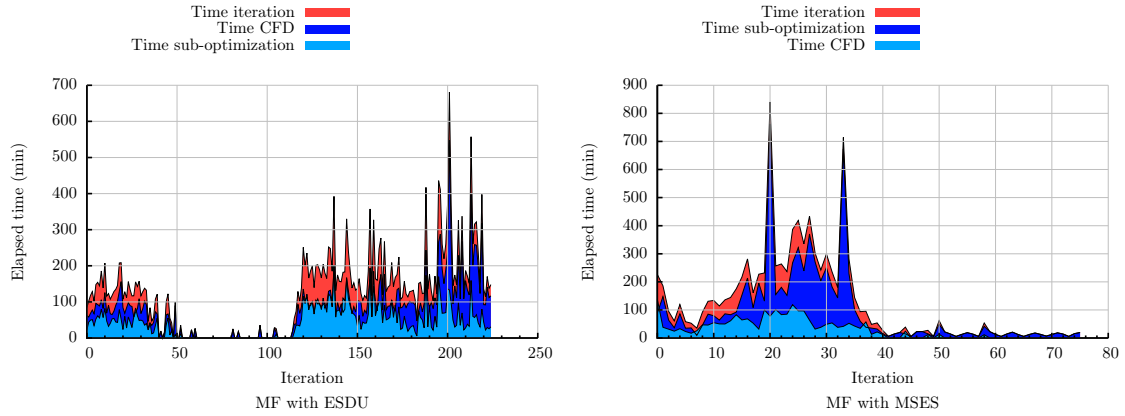 Time iteration
Time CFD
Time sub-optimization
700
600
500
400
300
200
100
0
Elapsed time (min)
0 50 100 150 200 250
Iteration
MF with ESDU
Time iteration
Time sub-optimization
Time CFD
900
800
700
600
500
400
300
200
100
0
Elapsed time (min)
0 10 20 30 40 50 60 70 80
Iteration
MF with MSES